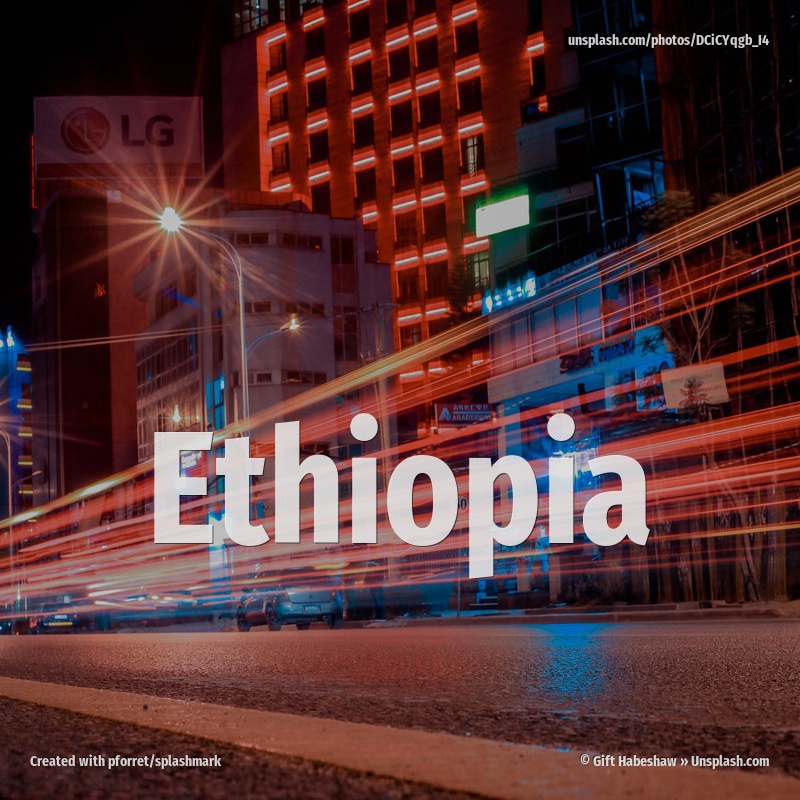 unsplash.com/photos/DCiCYqgb_I4
LG
Ethiopia
Created with pforret/splashmark
© Gift Habeshaw » Unsplash.com